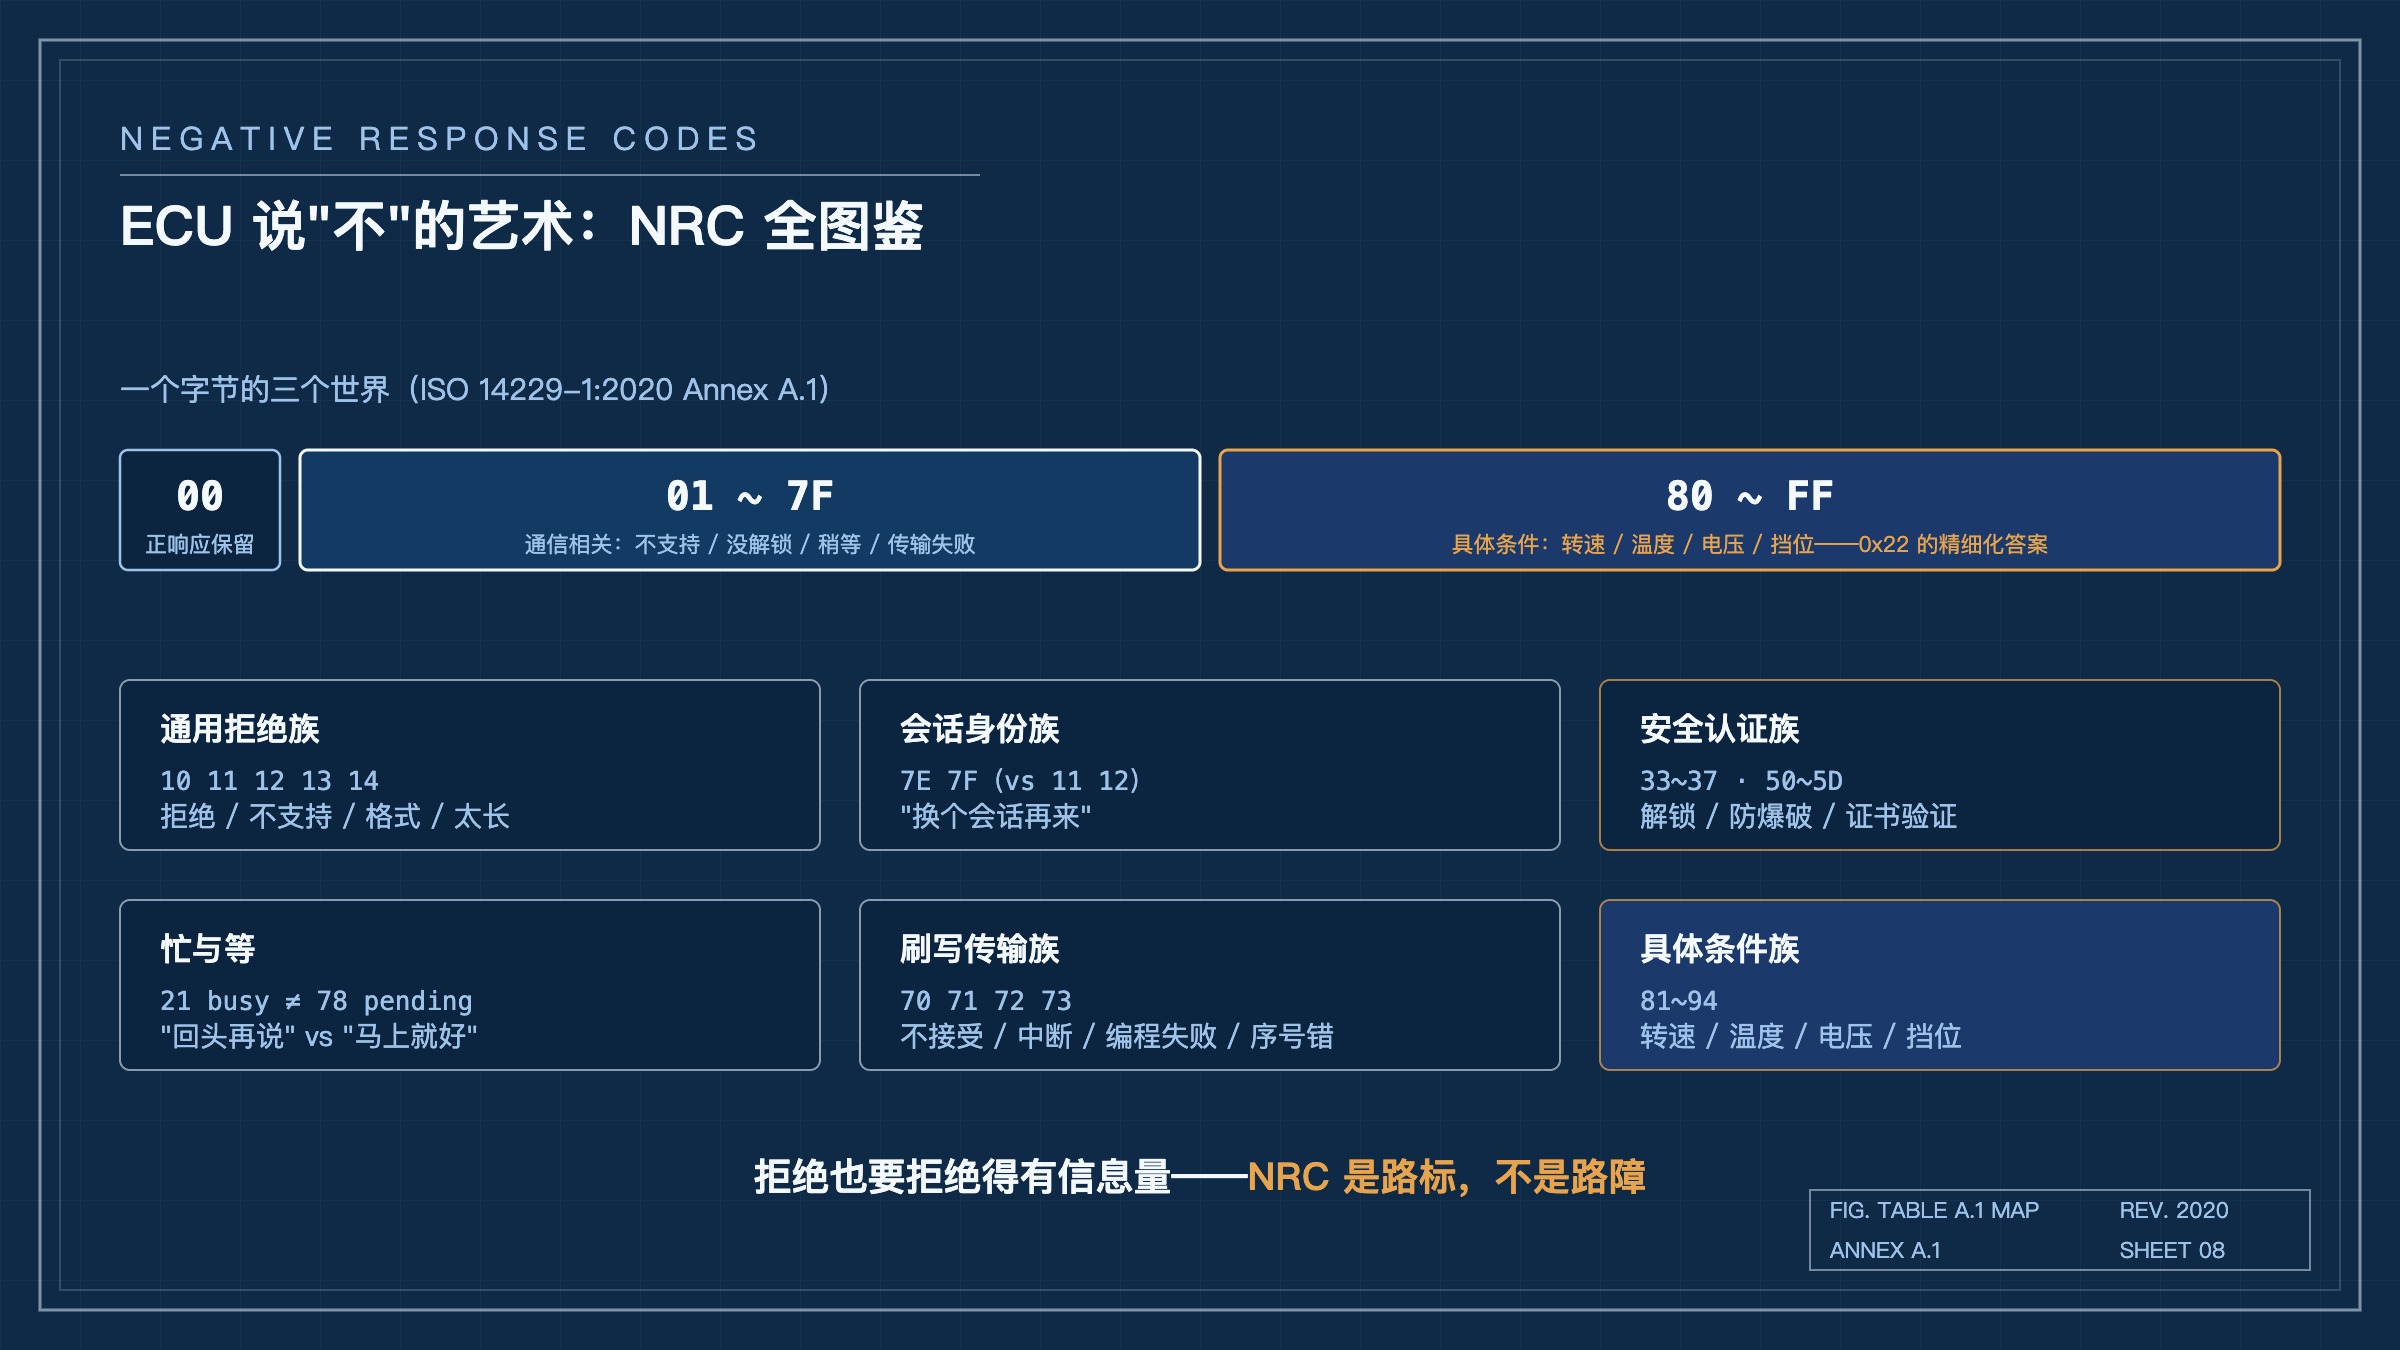 NEGATIVE RESPONSE CODES
ECU 说"不"的艺术：NRC 全图鉴
一个字节的三个世界（ISO 14229-1:2020 Annex A.1）
00
正响应保留
01 ~ 7F
通信相关：不支持 / 没解锁 / 稍等 / 传输失败
80 ~ FF
具体条件：转速 / 温度 / 电压 / 挡位——0x22 的精细化答案
通用拒绝族
10 11 12 13 14
拒绝 / 不支持 / 格式 / 太长
会话身份族
7E 7F (vs 11 12)
"换个会话再来"
安全认证族
33~37 · 50~5D
解锁 / 防爆破 / 证书验证
忙与等
21 busy ≠ 78 pending
"回头再说" vs "马上就好"
刷写传输族
70 71 72 73
不接受 / 中断 / 编程失败 / 序号错
具体条件族
81~94
转速 / 温度 / 电压 / 挡位
拒绝也要拒绝得有信息量——NRC 是路标，不是路障
FIG. TABLE A.1 MAP REV. 2020
ANNEX A.1 SHEET 08